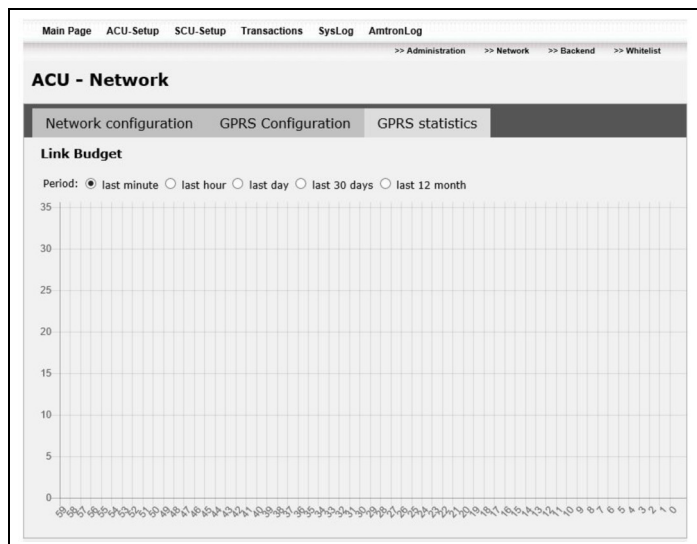 Main Page ACU-Setup SCU-Setup Transactions SysLog AmtronLog
>> Administration >> Network >> Backend >> Whitelist
ACU - Network
Network configuration GPRS Configuration GPRS statistics
Link Budget
Period: last minute last hour last day last 30 days last 12 month
35
30
25
20
15
10
5
0
59 58 57 56 55 54 53 52 51 50 49 48 47 46 45 44 43 42 41 40 39 38 37 36 35 34 33 32 31 30 29 28 27 26 25 24 23 22 21 20 19 18 17 16 15 14 13 12 11 10 9 8 7 6 5 4 3 2 1 0